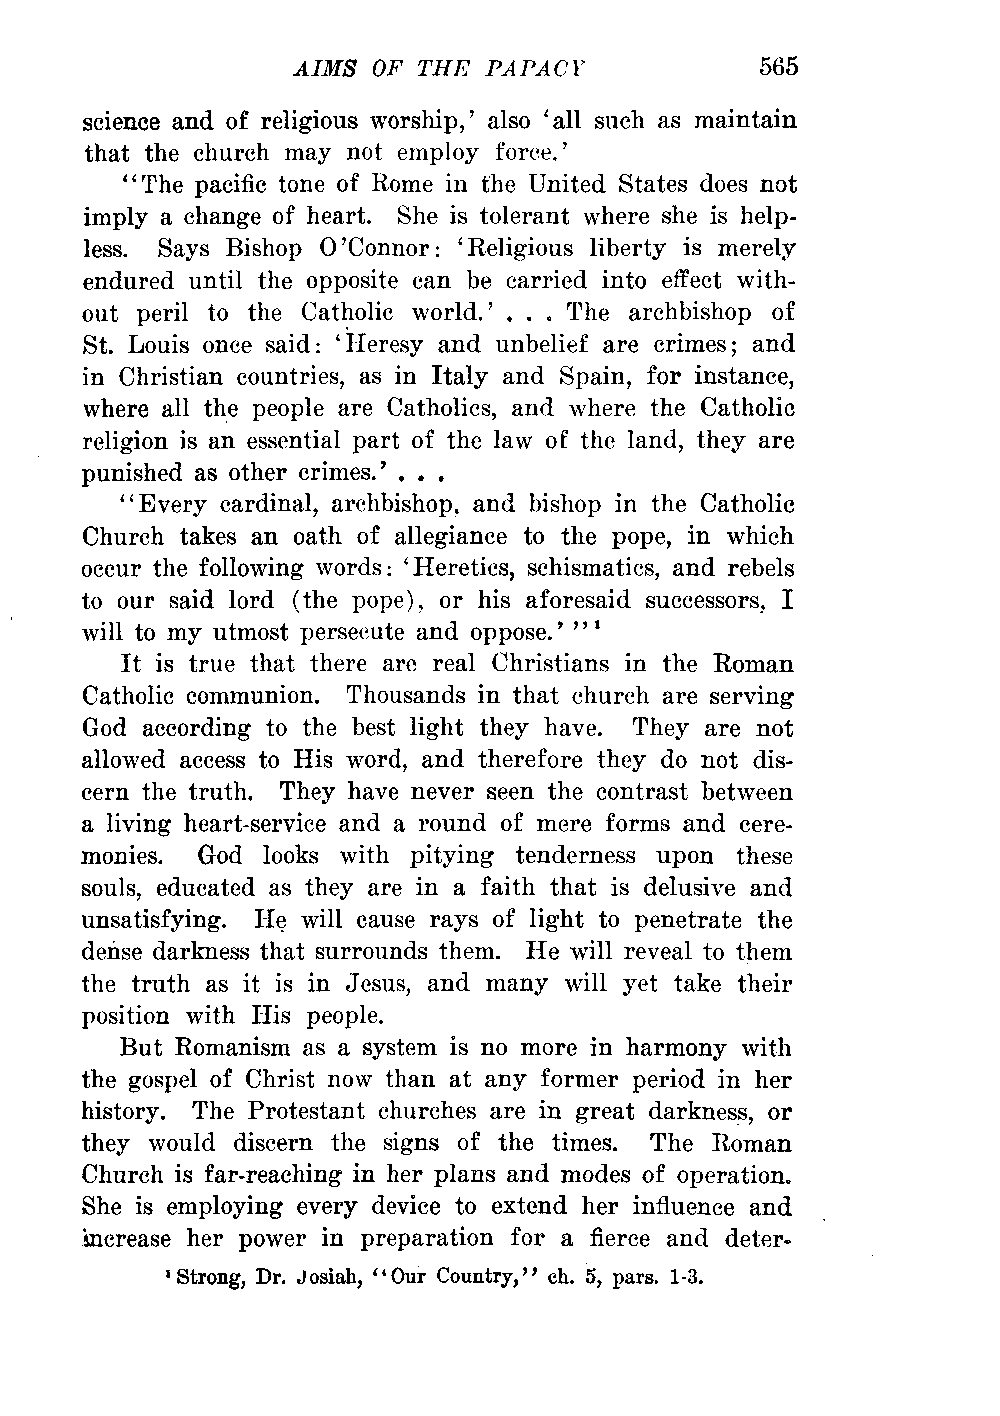 AIMS OF THE PAPACY 565
science and of religious worship,' also 'all such as maintain
that the church may not employ force.'
"The pacific tone of Rome in the United States does not
imply a change of heart. She is tolerant where she is help-
less. Says Bishop O'Connor: 'Religious liberty is merely
endured until the opposite can be carried into effect with-
out peril to the Catholic world.' . . . The archbishop of
St. Louis once said: 'Heresy and unbelief are crimes; and
in Christian countries, as in Italy and Spain, for instance,
where all the people are Catholics, and where the Catholic
religion is an essential part of the law of the land, they are
punished as other crimes.' . . .
"Every cardinal, archbishop, and bishop in the Catholic
Church takes an oath of allegiance to the pope, in which
occur the following words: 'Heretics, schismatics, and rebels
to our said lord (the pope), or his aforesaid successors, I
will to my utmost persecute and oppose.' "¹
It is true that there are real Christians in the Roman
Catholic communion. Thousands in that church are serving
God according to the best light they have. They are not
allowed access to His word, and therefore they do not dis-
cern the truth. They have never seen the contrast between
a living heart-service and a round of mere forms and cere-
monies. God looks with pitying tenderness upon these
souls, educated as they are in a faith that is delusive and
unsatisfying. He will cause rays of light to penetrate the
dense darkness that surrounds them. He will reveal to them
the truth as it is in Jesus, and many will yet take their
position with His people.
But Romanism as a system is no more in harmony with
the gospel of Christ now than at any former period in her
history. The Protestant churches are in great darkness, or
they would discern the signs of the times. The Roman
Church is far-reaching in her plans and modes of operation.
She is employing every device to extend her influence and
increase her power in preparation for a fierce and deter-
¹ Strong, Dr. Josiah, "Our Country," ch. 5, pars. 1-3.